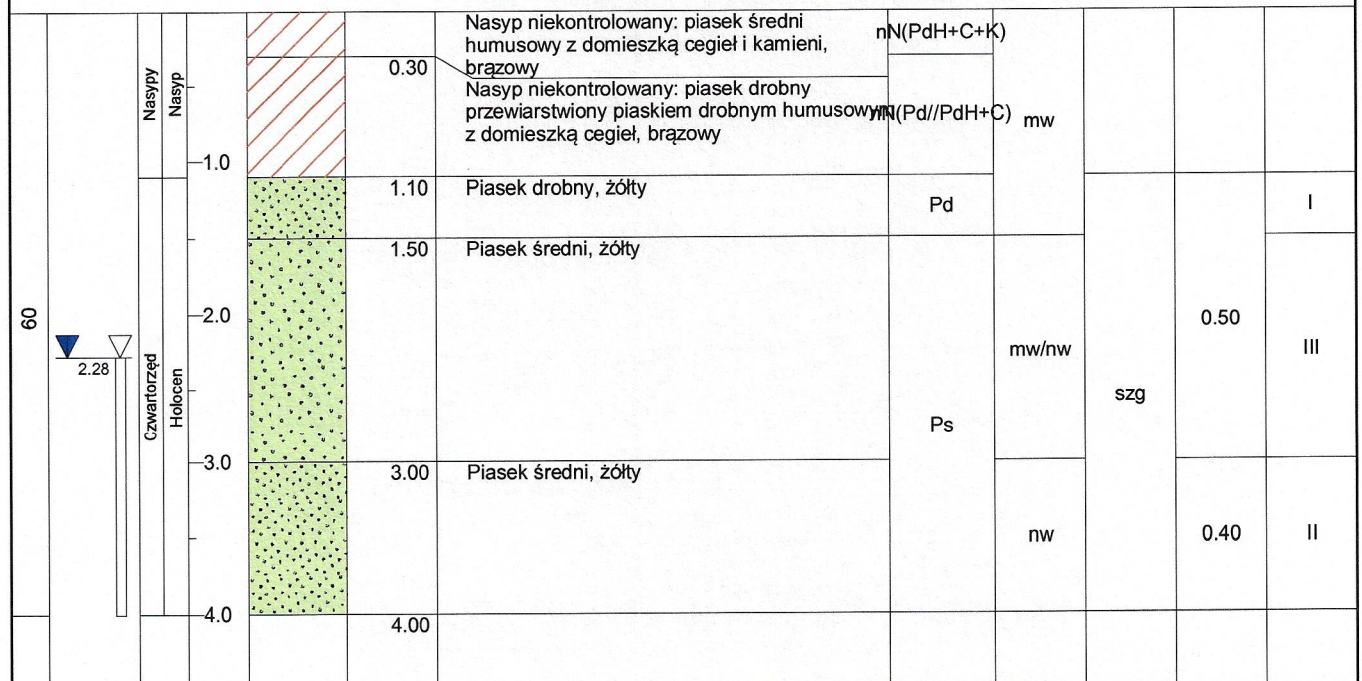 Nasyp niekontrolowany: piasek średni
humusowy z domieszką cegieł i kamieni,
brązowy
nN(PdH+C+K)
0.30
Nasyp niekontrolowany: piasek drobny
przewiarstwiony piaskiem drobnym humusowym
z domieszką cegieł, brązowy
nN(Pd//PdH+C)
mw
Nasypy
Nasyp
1.0
1.10
Piasek drobny, żółty
Pd
I
1.50
Piasek średni, żółty
60
2.0
0.50
2.28
mw/nw
III
Czwartorzęd
Holocen
szg
Ps
3.0
3.00
Piasek średni, żółty
nw
0.40
II
4.0
4.00